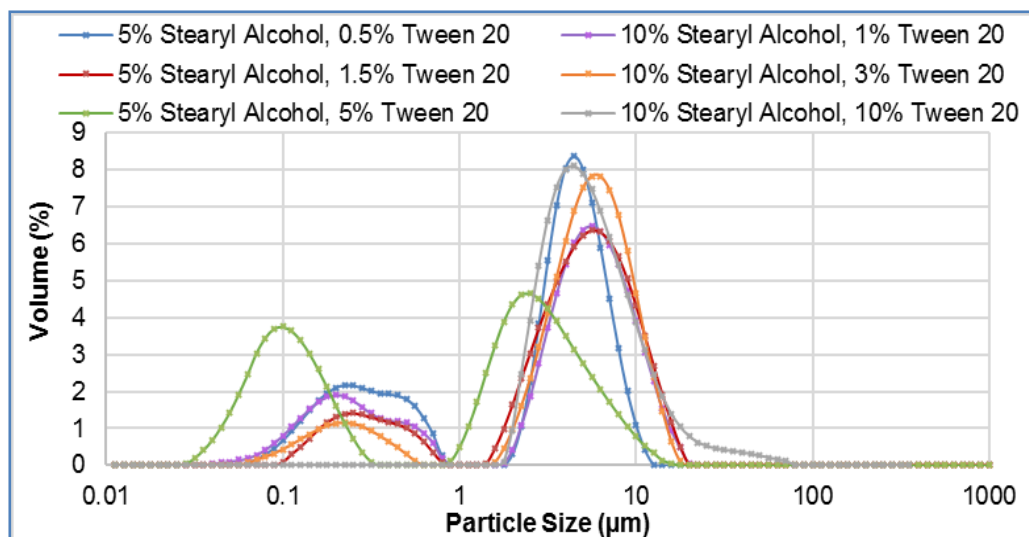 5% Stearyl Alcohol, 0.5% Tween 20
10% Stearyl Alcohol, 1% Tween 20
5% Stearyl Alcohol, 1.5% Tween 20
10% Stearyl Alcohol, 3% Tween 20
5% Stearyl Alcohol, 5% Tween 20
10% Stearyl Alcohol, 10% Tween 20
Volume (%)
9
8
7
6
5
4
3
2
1
0
0.01 0.1 1 10 100 1000
Particle Size (µm)